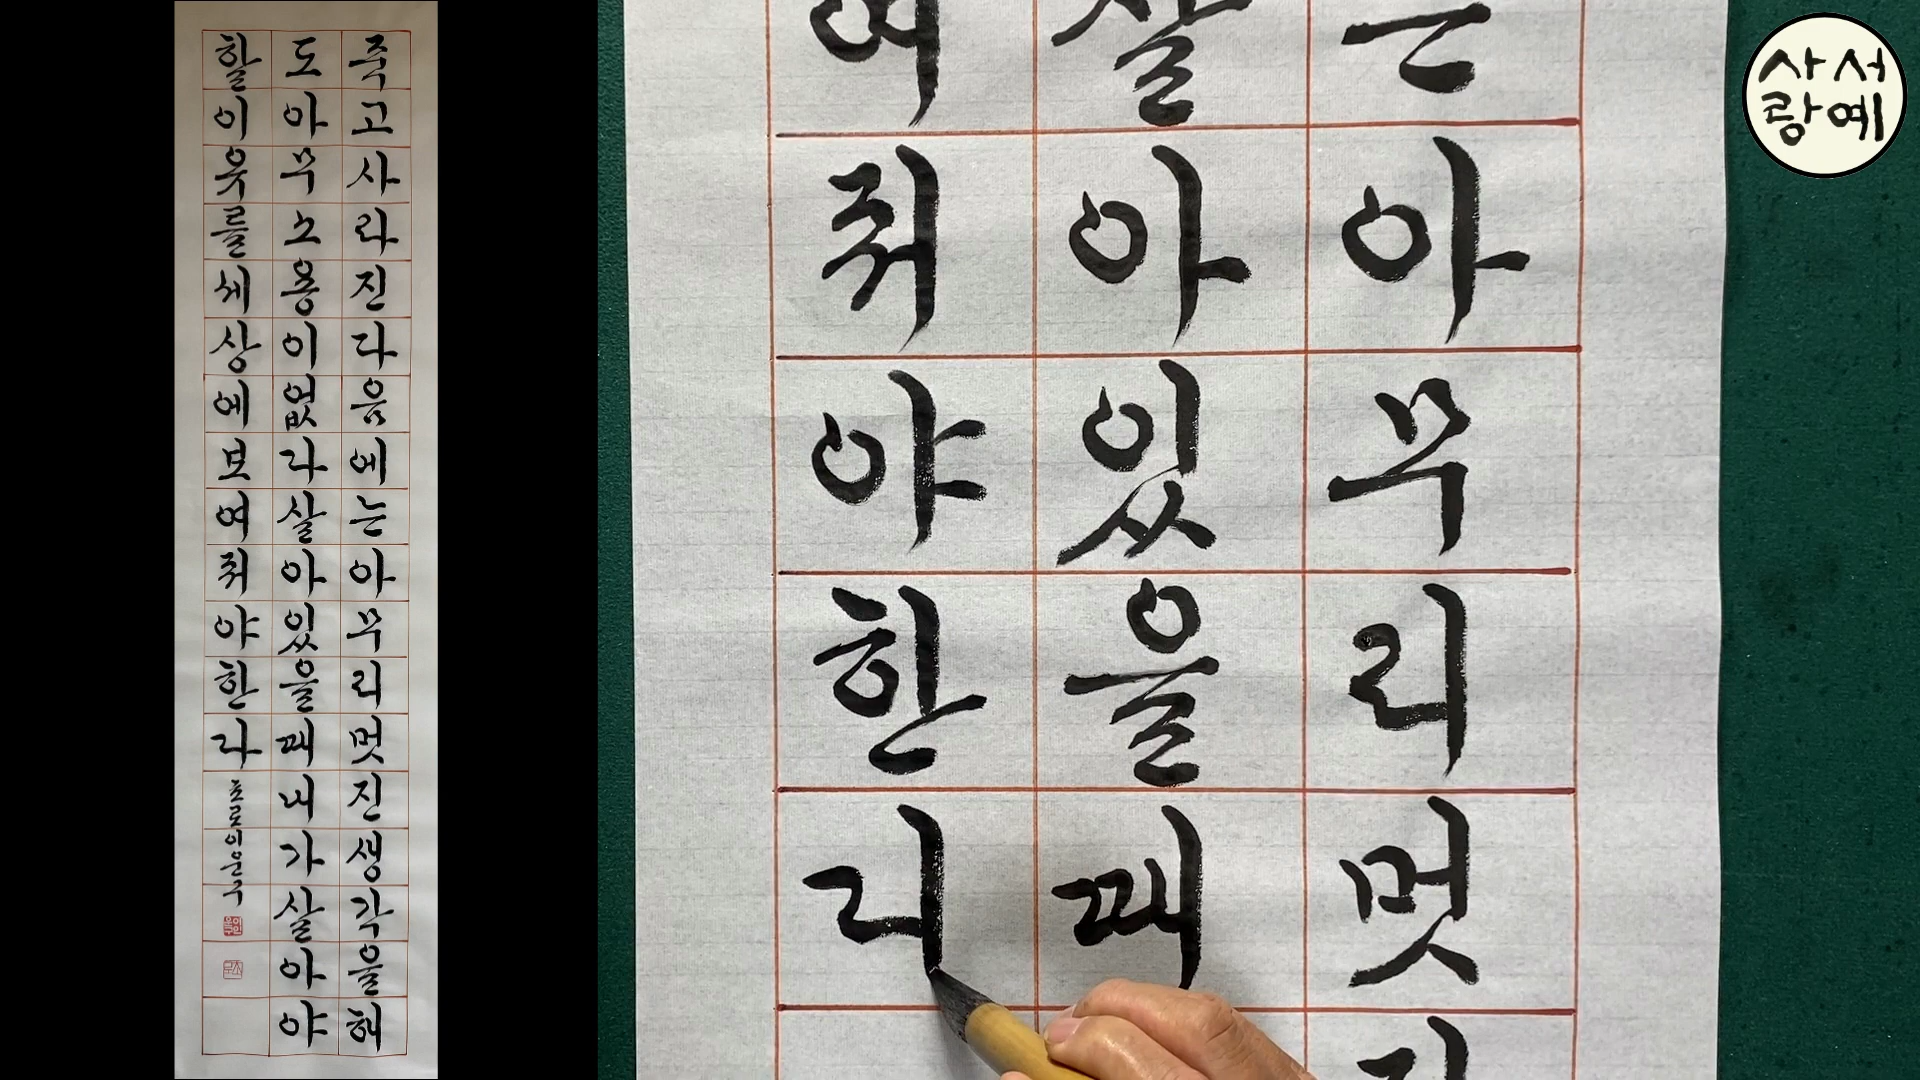 죽고사라진다음에는아무리멋진생각을해
도아무소용이없다살아있을때내가살아야
할이유를세상에보여줘야한다
이운구
는아무리멋
살아있을때
여줘야한
서예
사랑